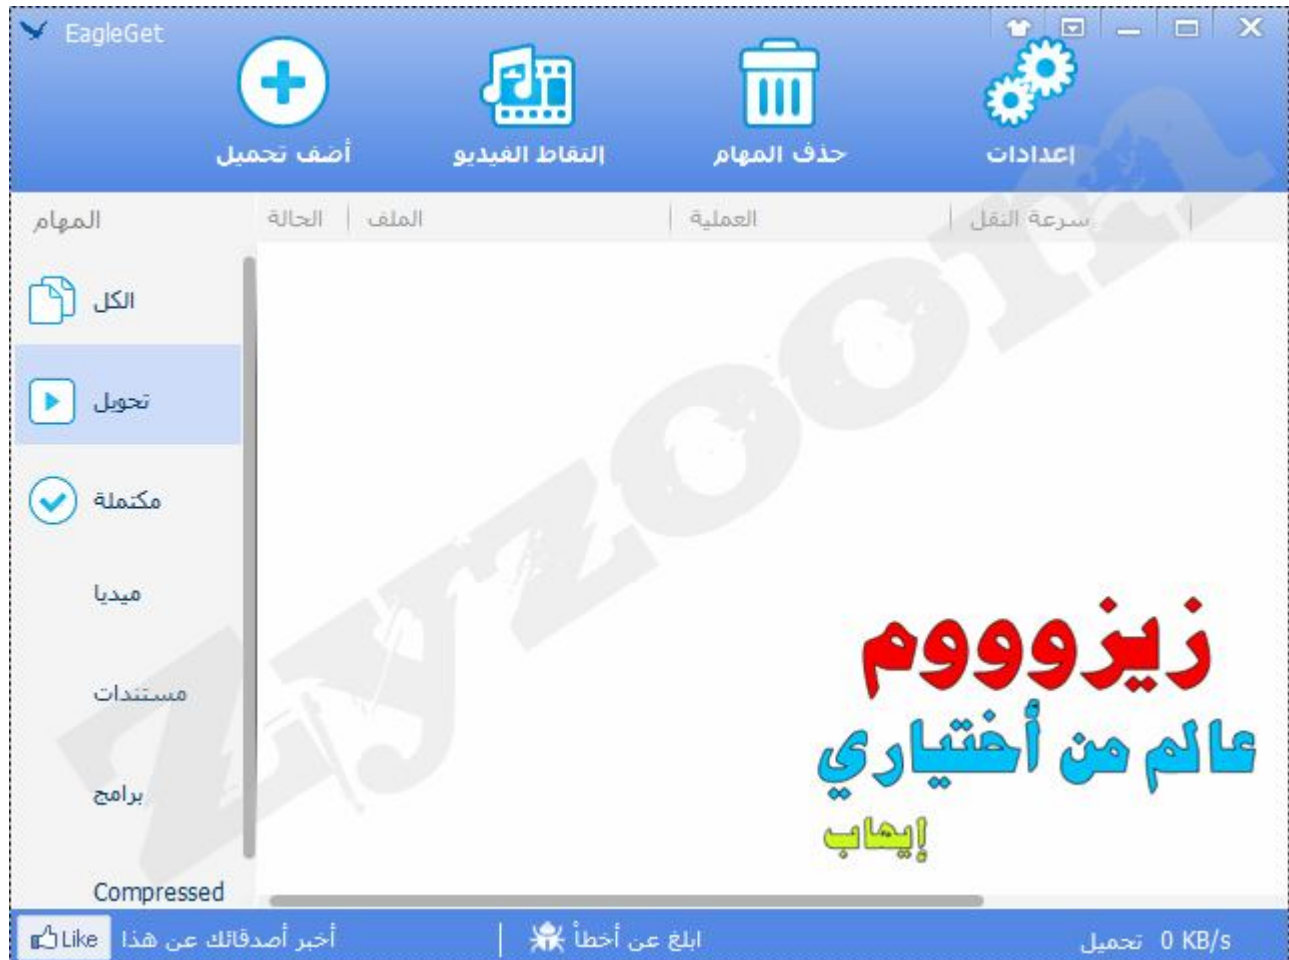 EagleGet
أضف تحميل
التقاط الفيديو
حذف المهام
إعدادات
المهام
الحالة
الملف
العملية
سرعة النقل
الكل
تحويل
مكتملة
ميديا
مستندات
برامج
Compressed
zyzoom
زيزوووم
عالم من أختياري
إيهاب
Like
أخبر أصدقائك عن هذا
ابلغ عن أخطأ
تحميل 0 KB/s